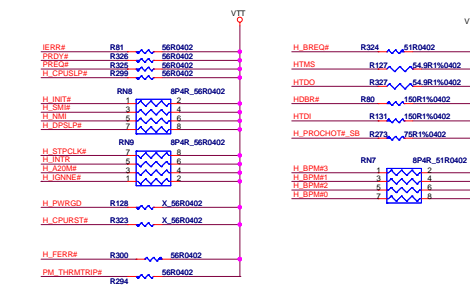 VTT
V
IERR# R81 56R0402
PRDY# R326 56R0402
PREQ# R325 56R0402
H_CPUSLP# R299 56R0402
RN8 8P4R_56R0402
H_INIT# 1 2
H_SMI# 3 4
H_NMI 5 6
H_DPSLP# 7 8
RN9 8P4R_56R0402
H_STPCLK# 7 8
H_INTR 5 6
H_A20M# 3 4
H_IGNNE# 1 2
H_PWRGD R128 X_56R0402
H_CPURST# R323 X_56R0402
H_FERR# R300 56R0402
PM_THRMTRIP# 56R0402
R294
H_BREQ# R324 51R0402
HTMS R127 54.9R1%0402
HTDO R327 54.9R1%0402
HDBR# R80 150R1%0402
HTDI R131 150R1%0402
H_PROCHOT#_SB R273 75R1%0402
RN7 8P4R_51R0402
H_BPM#3 1 2
H_BPM#1 3 4
H_BPM#2 5 6
H_BPM#0 7 8